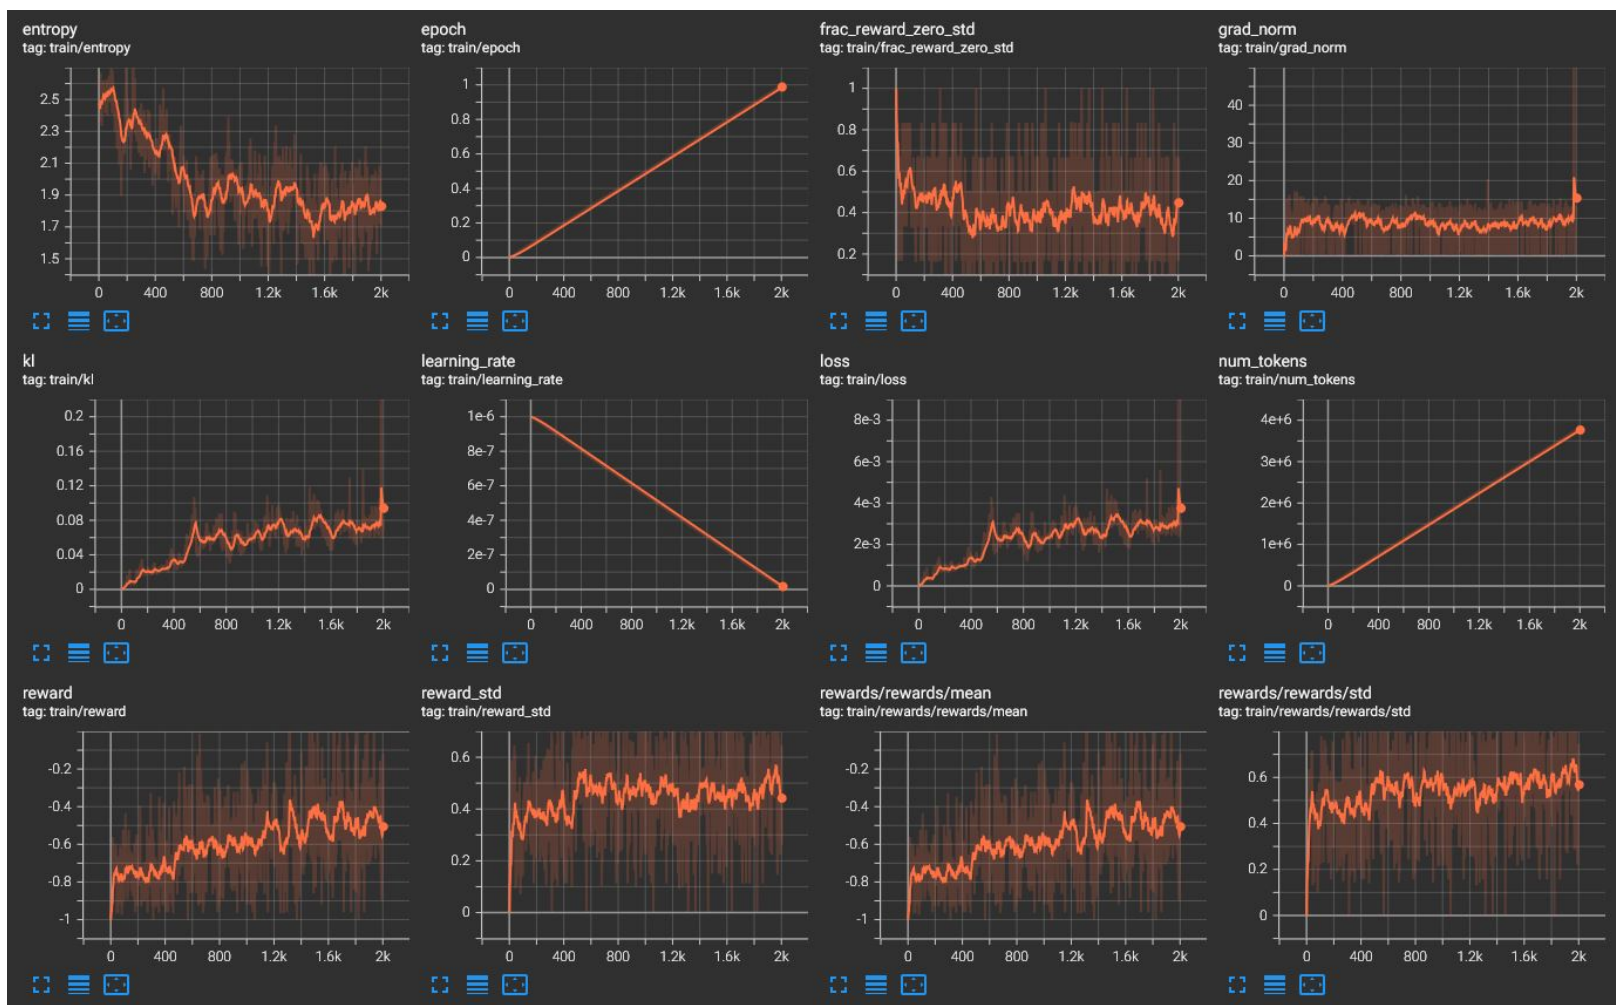 entropy
tag: train/entropy
2.5
2.3
2.1
1.9
1.7
1.5
0 400 800 1.2k 1.6k 2k
epoch
tag: train/epoch
1
0.8
0.6
0.4
0.2
0
0 400 800 1.2k 1.6k 2k
frac_reward_zero_std
tag: train/frac_reward_zero_std
1
0.8
0.6
0.4
0.2
0 400 800 1.2k 1.6k 2k
grad_norm
tag: train/grad_norm
40
30
20
10
0
0 400 800 1.2k 1.6k 2k
kl
tag: train/kl
0.2
0.16
0.12
0.08
0.04
0
0 400 800 1.2k 1.6k 2k
learning_rate
tag: train/learning_rate
1e-6
8e-7
6e-7
4e-7
2e-7
0
0 400 800 1.2k 1.6k 2k
loss
tag: train/loss
8e-3
6e-3
4e-3
2e-3
0
0 400 800 1.2k 1.6k 2k
num_tokens
tag: train/num_tokens
4e+6
3e+6
2e+6
1e+6
0
0 400 800 1.2k 1.6k 2k
reward
tag: train/reward
-0.2
-0.4
-0.6
-0.8
-1
0 400 800 1.2k 1.6k 2k
reward_std
tag: train/reward_std
0.6
0.4
0.2
0
0 400 800 1.2k 1.6k 2k
rewards/rewards/mean
tag: train/rewards/rewards/mean
-0.2
-0.4
-0.6
-0.8
-1
0 400 800 1.2k 1.6k 2k
rewards/rewards/std
tag: train/rewards/rewards/std
0.6
0.4
0.2
0
0 400 800 1.2k 1.6k 2k